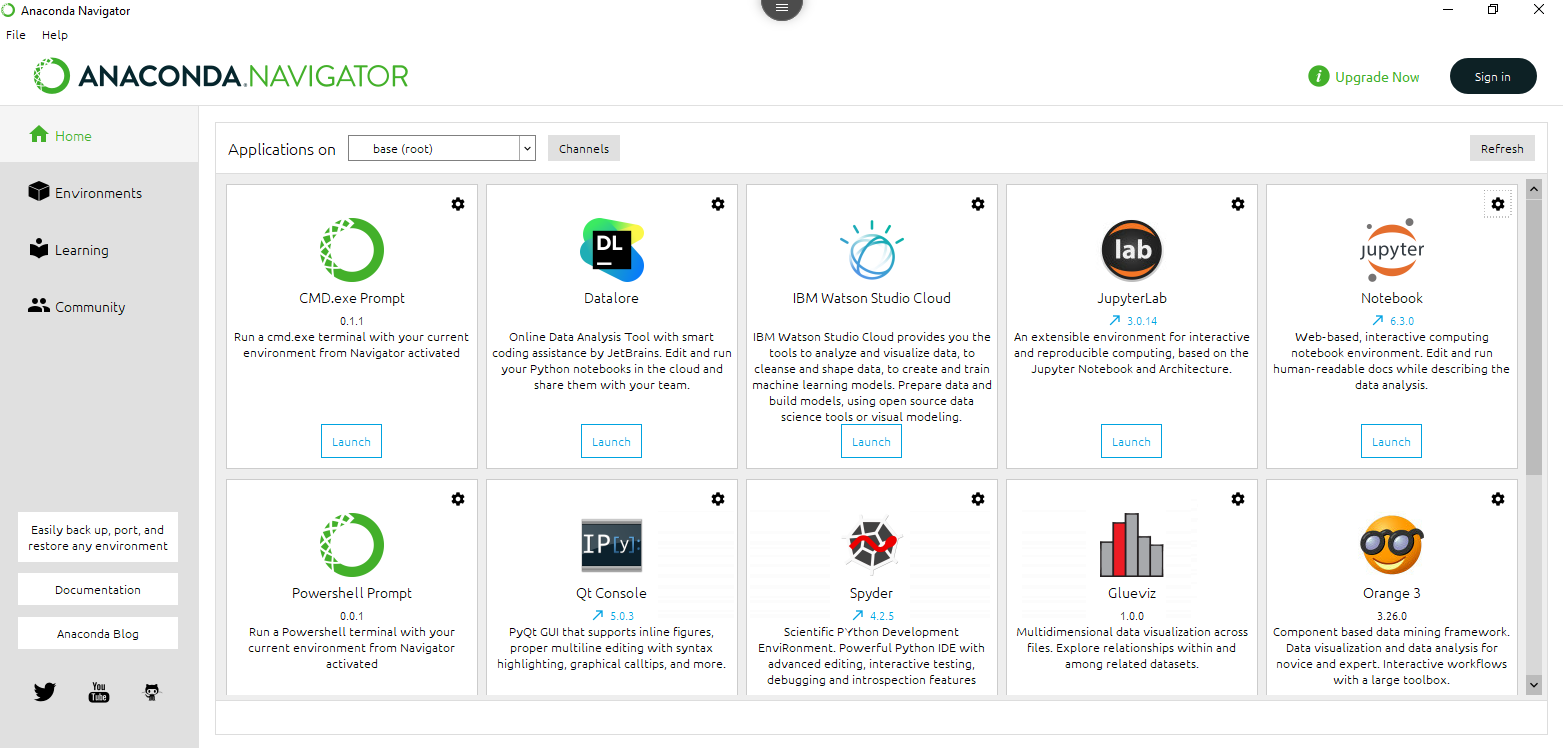 Anaconda Navigator
File Help
ANACONDA.NAVIGATOR
i Upgrade Now
Sign in
Home
Environments
Learning
Community
Easily back up, port, and
restore any environment
Documentation
Anaconda Blog
You
Tube
Applications on
base (root)
Channels
Refresh
CMD.exe Prompt
0.1.1
Run a cmd.exe terminal with your current
environment from Navigator activated
Launch
DL
Datalore
Online Data Analysis Tool with smart
coding assistance by JetBrains. Edit and run
your Python notebooks in the cloud and
share them with your team.
Launch
IBM Watson Studio Cloud
IBM Watson Studio Cloud provides you the
tools to analyze and visualize data, to
cleanse and shape data, to create and train
machine learning models. Prepare data and
build models, using open source data
science tools or visual modeling.
Launch
lab
JupyterLab
3.0.14
An extensible environment for interactive
and reproducible computing, based on the
Jupyter Notebook and Architecture.
Launch
jupyter
Notebook
6.3.0
Web-based, interactive computing
notebook environment. Edit and run
human-readable docs while describing the
data analysis.
Launch
Powershell Prompt
0.0.1
Run a Powershell terminal with your
current environment from Navigator
activated
IP[y]:
Qt Console
5.0.3
PyQt GUI that supports inline figures,
proper multiline editing with syntax
highlighting, graphical calltips, and more.
Spyder
4.2.5
Scientific PYthon Development
EnviRonment. Powerful Python IDE with
advanced editing, interactive testing,
debugging and introspection features
Glueviz
1.0.0
Multidimensional data visualization across
files. Explore relationships within and
among related datasets.
Orange 3
3.26.0
Component based data mining framework.
Data visualization and data analysis for
novice and expert. Interactive workflows
with a large toolbox.